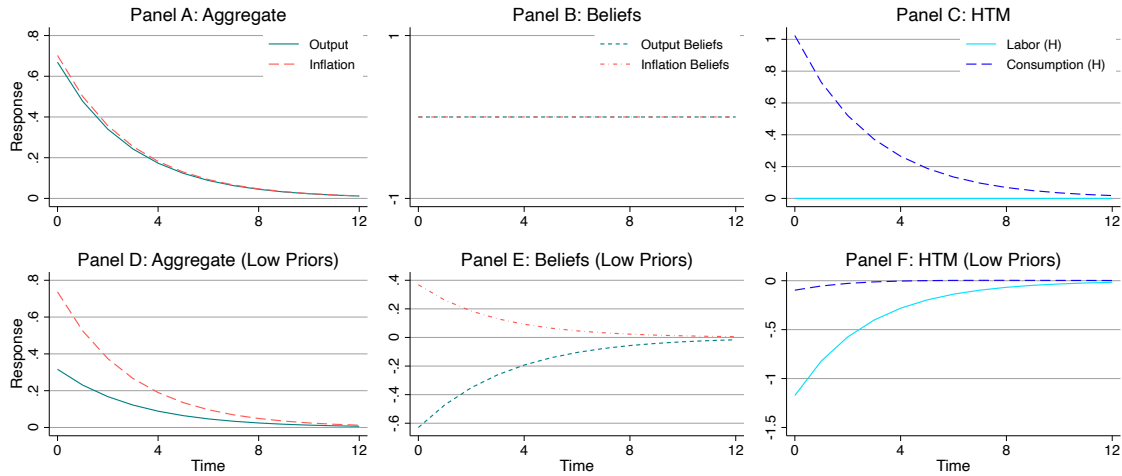 Panel A: Aggregate
Response
.8
.6
.4
.2
0
Output
Inflation
0 4 8 12
Panel B: Beliefs
1
-1
Output Beliefs
Inflation Beliefs
0 4 8 12
Panel C: HTM
1
.8
.6
.4
.2
0
Labor (H)
Consumption (H)
0 4 8 12
Panel D: Aggregate (Low Priors)
Response
.8
.6
.4
.2
0
0 4 8 12
Time
Panel E: Beliefs (Low Priors)
.4
.2
0
-.2
-.4
-.6
0 4 8 12
Time
Panel F: HTM (Low Priors)
0
-.5
-1
-1.5
0 4 8 12
Time